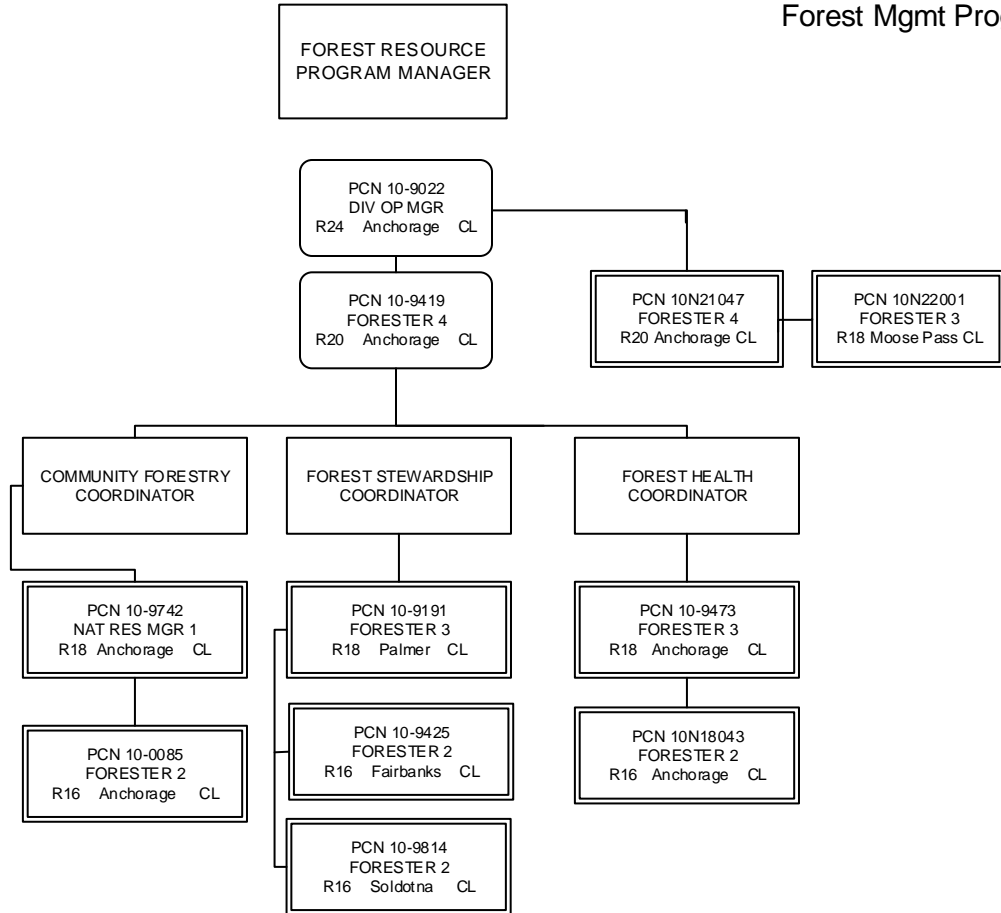 Forest Mgmt Pro
FOREST RESOURCE
PROGRAM MANAGER
PCN 10-9022
DIV OP MGR
R24 Anchorage CL
PCN 10-9419
FORESTER 4
R20 Anchorage CL
PCN 10N21047
FORESTER 4
R20 Anchorage CL
PCN 10N22001
FORESTER 3
R18 Moose Pass CL
COMMUNITY FORESTRY
COORDINATOR
FOREST STEWARDSHIP
COORDINATOR
FOREST HEALTH
COORDINATOR
PCN 10-9742
NAT RES MGR 1
R18 Anchorage CL
PCN 10-9191
FORESTER 3
R18 Palmer CL
PCN 10-9473
FORESTER 3
R18 Anchorage CL
PCN 10-0085
FORESTER 2
R16 Anchorage CL
PCN 10-9425
FORESTER 2
R16 Fairbanks CL
PCN 10N18043
FORESTER 2
R16 Anchorage CL
PCN 10-9814
FORESTER 2
R16 Soldotna CL